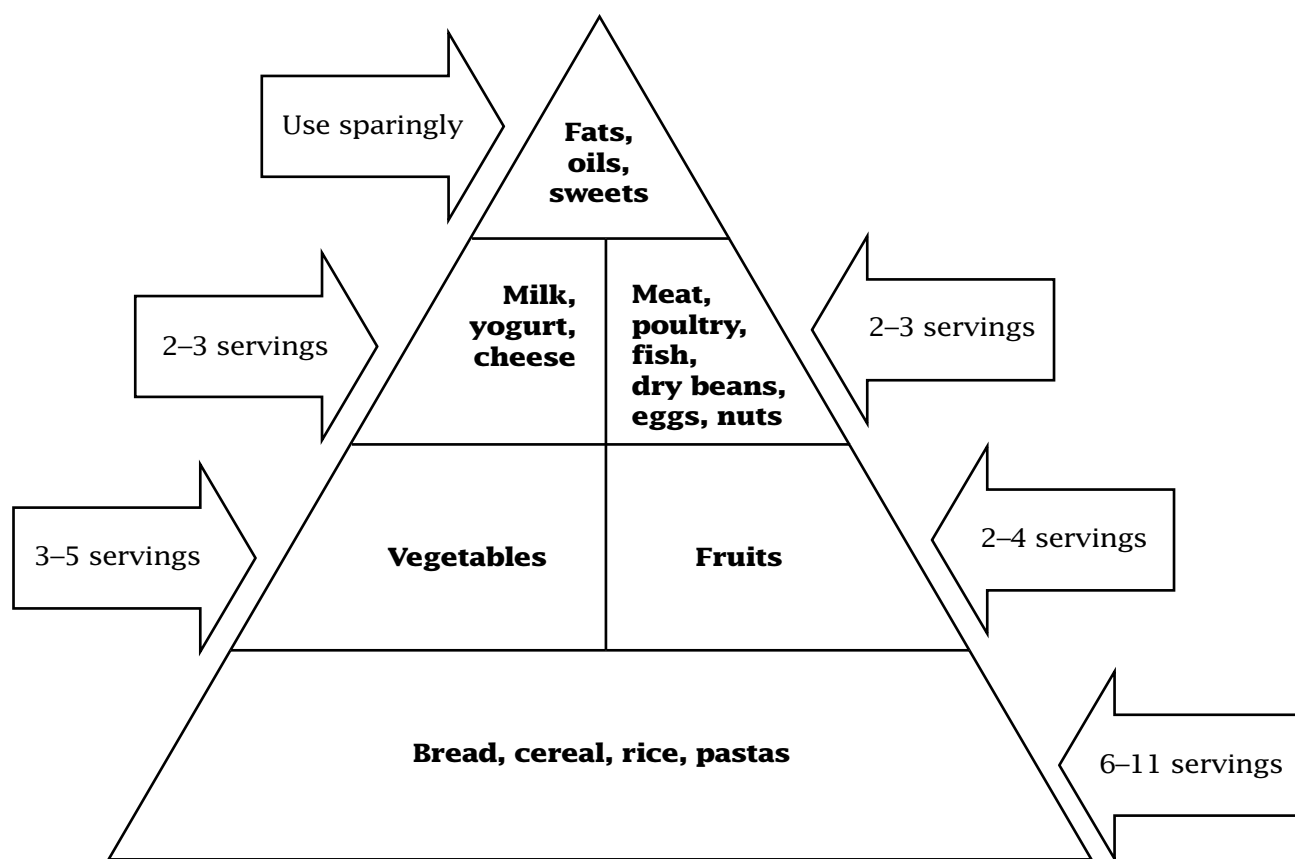 Use sparingly
Fats,
oils,
sweets
2–3 servings
Milk,
yogurt,
cheese
Meat,
poultry,
fish,
dry beans,
eggs, nuts
2–3 servings
3–5 servings
Vegetables
Fruits
2–4 servings
Bread, cereal, rice, pastas
6–11 servings